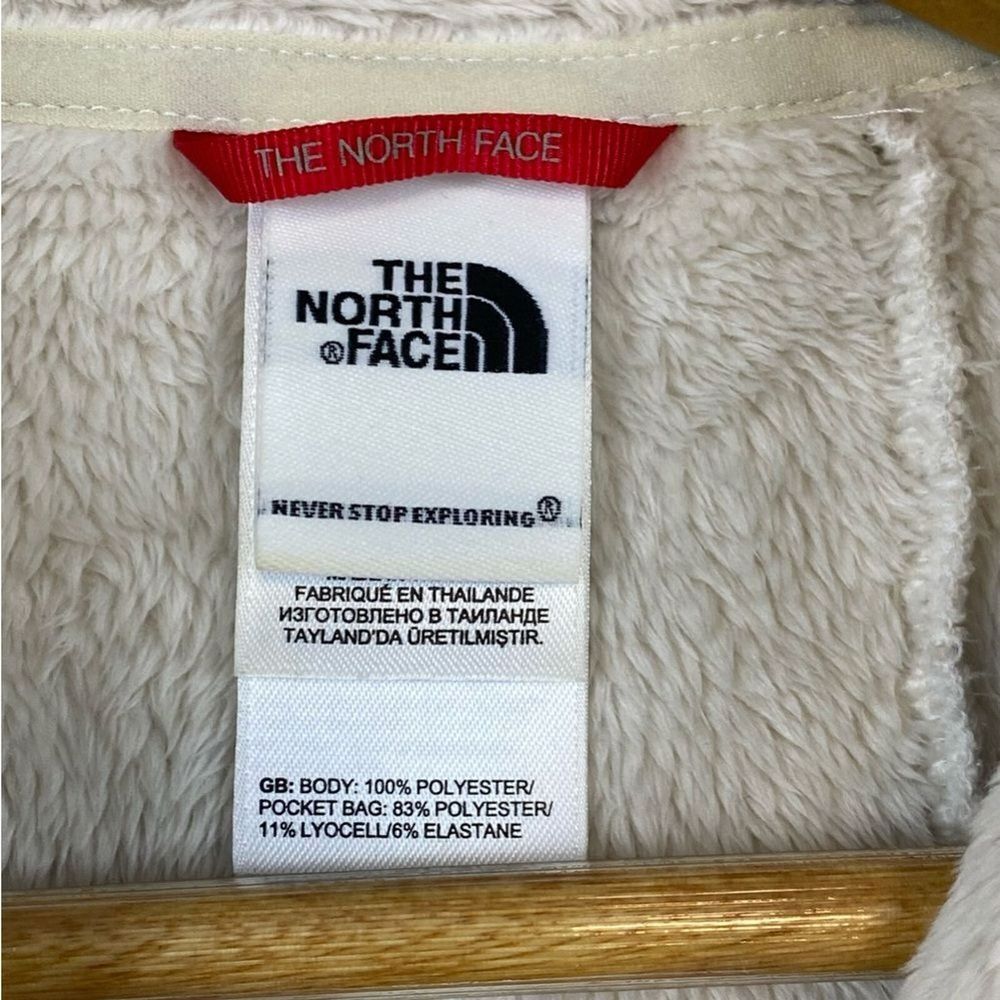 THE NORTH FACE
THE
NORTH
®FACE
NEVER STOP EXPLORING®
FABRIQUÉ EN THAILANDE
ИЗГОТОВЛЕНО В ТАИЛАНДЕ
TAYLAND'DA ÜRETILMIŞTIR.
GB: BODY: 100% POLYESTER/
POCKET BAG: 83% POLYESTER/
11% LYOCELL/6% ELASTANE